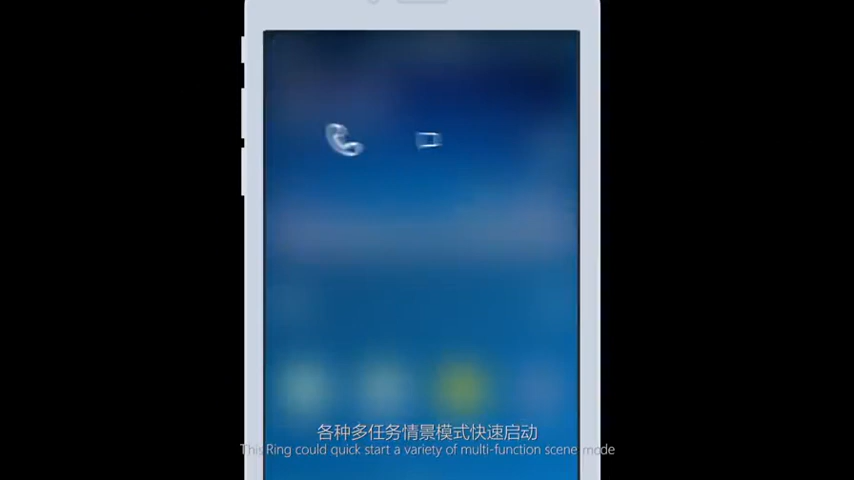 各种多任务情景模式快速启动
This Ring could quick start a variety of multi-function scene mode